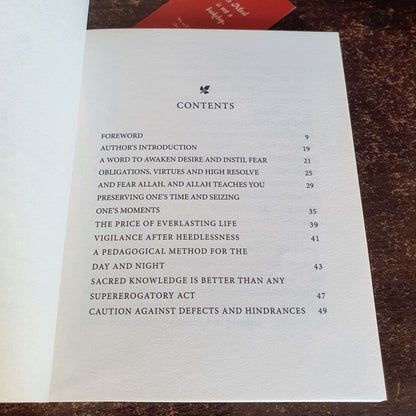 is not a
CONTENTS
FOREWORD 9
AUTHOR'S INTRODUCTION 19
A WORD TO AWAKEN DESIRE AND INSTIL FEAR 21
OBLIGATIONS, VIRTUES AND HIGH RESOLVE 25
AND FEAR ALLAH, AND ALLAH TEACHES YOU 29
PRESERVING ONE'S TIME AND SEIZING
ONE'S MOMENTS 35
THE PRICE OF EVERLASTING LIFE 39
VIGILANCE AFTER HEEDLESSNESS 41
A PEDAGOGICAL METHOD FOR THE
DAY AND NIGHT 43
SACRED KNOWLEDGE IS BETTER THAN ANY
SUPEREROGATORY ACT 47
CAUTION AGAINST DEFECTS AND HINDRANCES 49